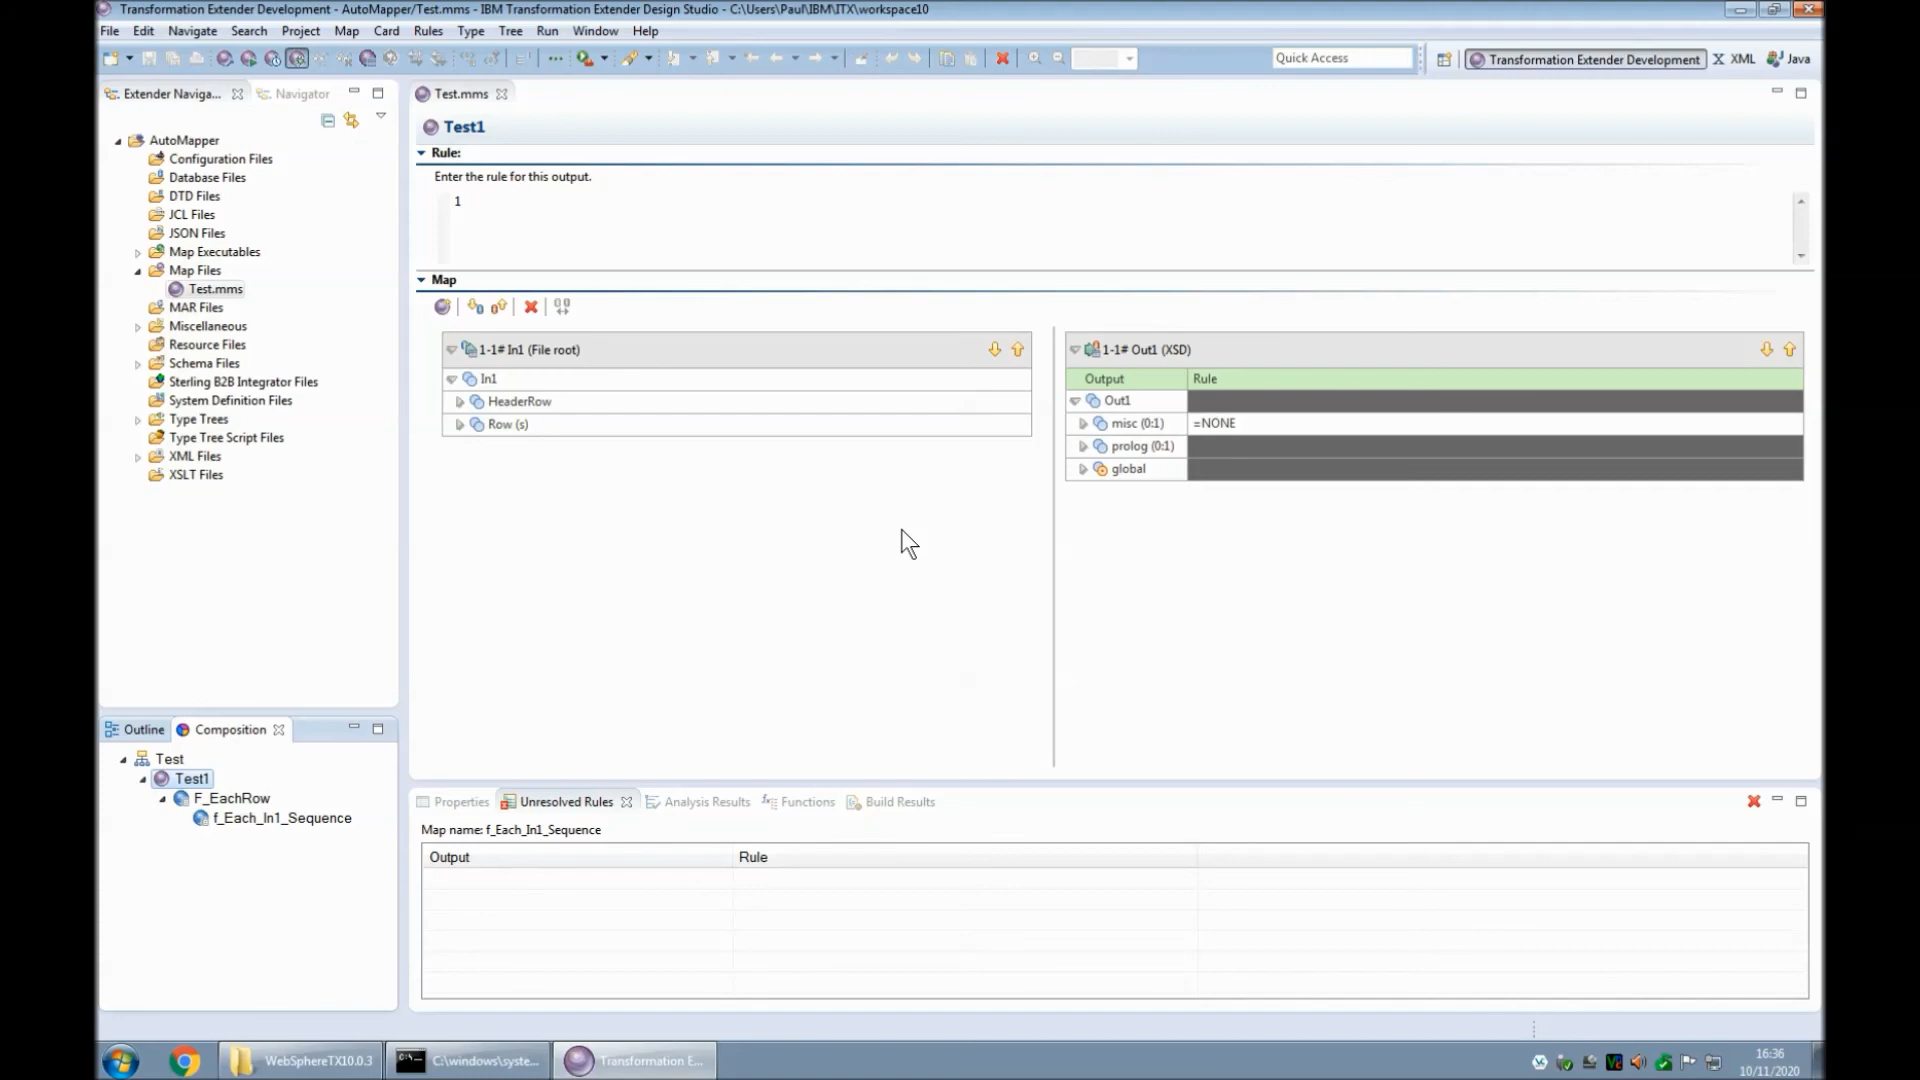 Transformation Extender Development - AutoMapper/Test.mms - IBM Transformation Extender Design Studio - C:\Users\Paul\IBM\ITX\workspace10
File Edit Navigate Search Project Map Card Rules Type Tree Run Window Help
Quick Access
Transformation Extender Development
XML
Java
Extender Naviga...
Navigator
AutoMapper
Configuration Files
Database Files
DTD Files
JCL Files
JSON Files
Map Executables
Map Files
Test.mms
MAR Files
Miscellaneous
Resource Files
Schema Files
Sterling B2B Integrator Files
System Definition Files
Type Trees
Type Tree Script Files
XML Files
XSLT Files
Outline
Composition
Test
Test1
F_EachRow
f_Each_In1_Sequence
Test.mms
Test1
Rule:
Enter the rule for this output.
1
Map
1-1# In1 (File root)
In1
HeaderRow
Row (s)
1-1# Out1 (XSD)
Output Rule
Out1
misc (0:1) =NONE
prolog (0:1)
global
Properties
Unresolved Rules
Analysis Results
Functions
Build Results
Map name: f_Each_In1_Sequence
Output Rule
WebSphereTX10.0.3
C:\windows\syste...
Transformation E...
16:36
10/11/2020